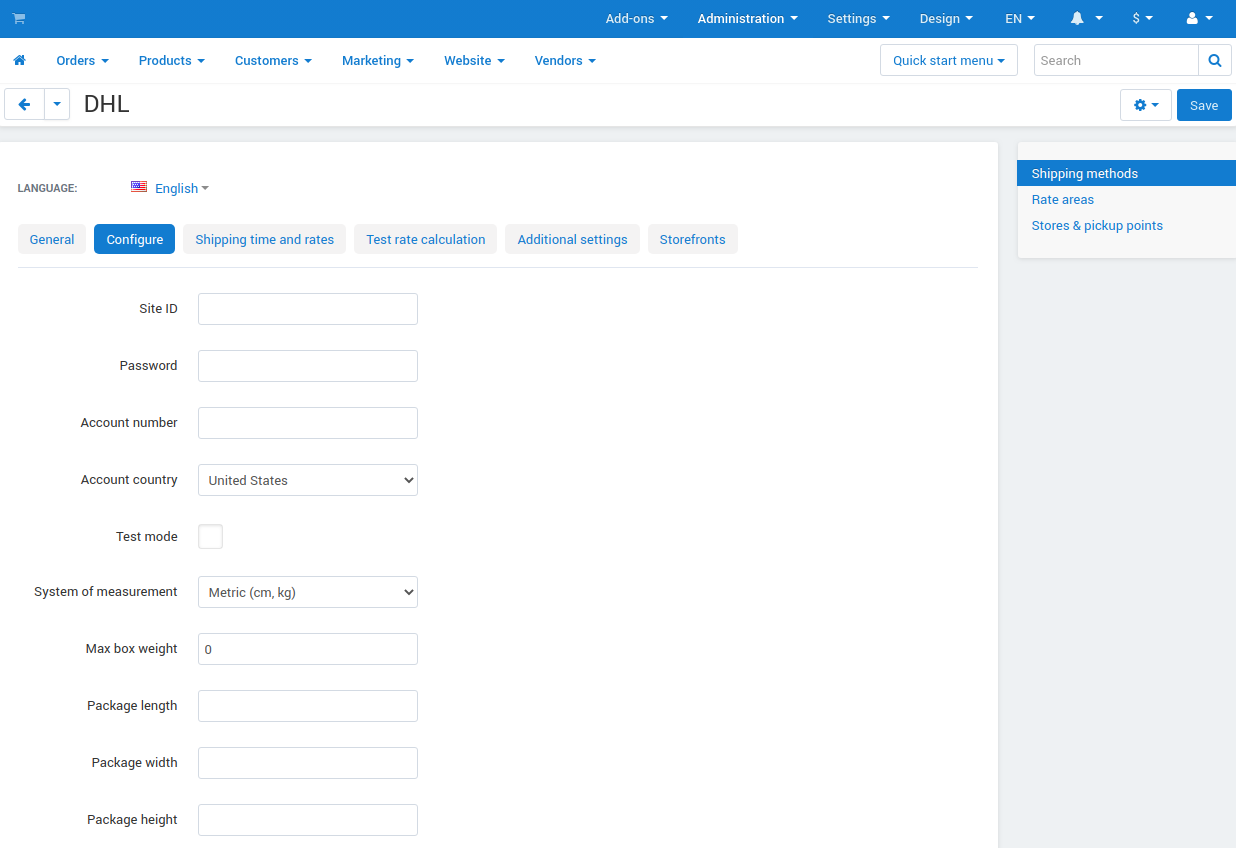 Add-ons Administration Settings Design EN $
Orders Products Customers Marketing Website Vendors Quick start menu Search
DHL Save
LANGUAGE: English
General Configure Shipping time and rates Test rate calculation Additional settings Storefronts
Shipping methods
Rate areas
Stores & pickup points
Site ID
Password
Account number
Account country United States
Test mode
System of measurement Metric (cm, kg)
Max box weight 0
Package length
Package width
Package height